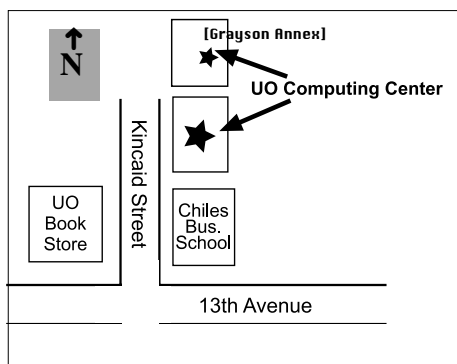 [Grayson Annex]
N
UO Computing Center
Kincaid Street
UO
Book
Store
Chiles
Bus.
School
13th Avenue